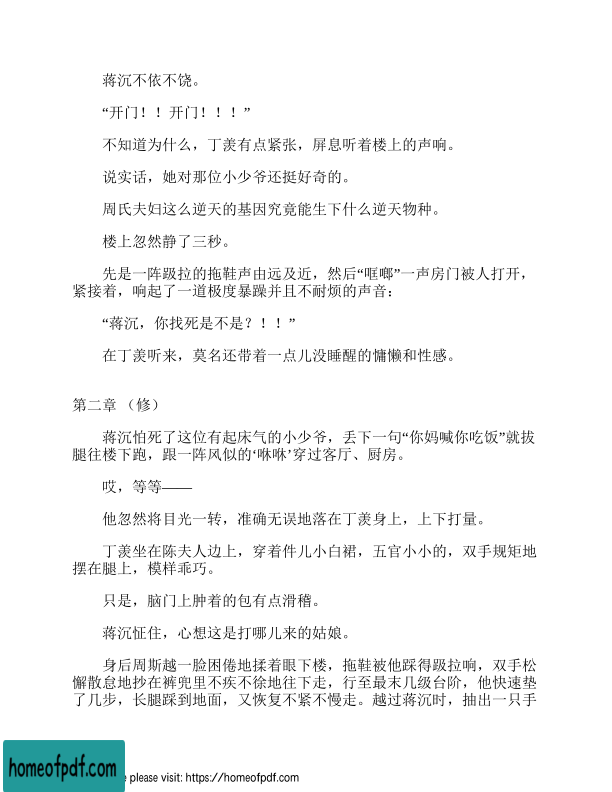 蒋沉不依不饶。
“开门！！开门！！！”
不知道为什么，丁羡有点紧张，屏息听着楼上的声响。
说实话，她对那位小少爷还挺好奇的。
周氏夫妇这么逆天的基因究竟能生下什么逆天物种。
楼上忽然静了三秒。
先是一阵趿拉的拖鞋声由远及近，然后“哐啷”一声房门被人打开，
紧接着，响起了一道极度暴躁并且不耐烦的声音：
“蒋沉，你找死是不是？！！”
在丁羡听来，莫名还带着一点儿没睡醒的慵懒和性感。
第二章 （修）
蒋沉怕死了这位有起床气的小少爷，丢下一句“你妈喊你吃饭”就拔
腿往楼下跑，跟一阵风似的‘咻咻’穿过客厅、厨房。
哎，等等——
他忽然将目光一转，准确无误地落在丁羡身上，上下打量。
丁羡坐在陈夫人边上，穿着件儿小白裙，五官小小的，双手规矩地
摆在腿上，模样乖巧。
只是，脑门上肿着的包有点滑稽。
蒋沉怔住，心想这是打哪儿来的姑娘。
身后周斯越一脸困倦地揉着眼下楼，拖鞋被他踩得趿拉响，双手松
懈散怠地抄在裤兜里不疾不徐地往下走，行至最末几级台阶，他快速垫
了几步，长腿踩到地面，又恢复不紧不慢走。越过蒋沉时，抽出一只手
homeofpdf.com
e please visit: https://homeofpdf.com